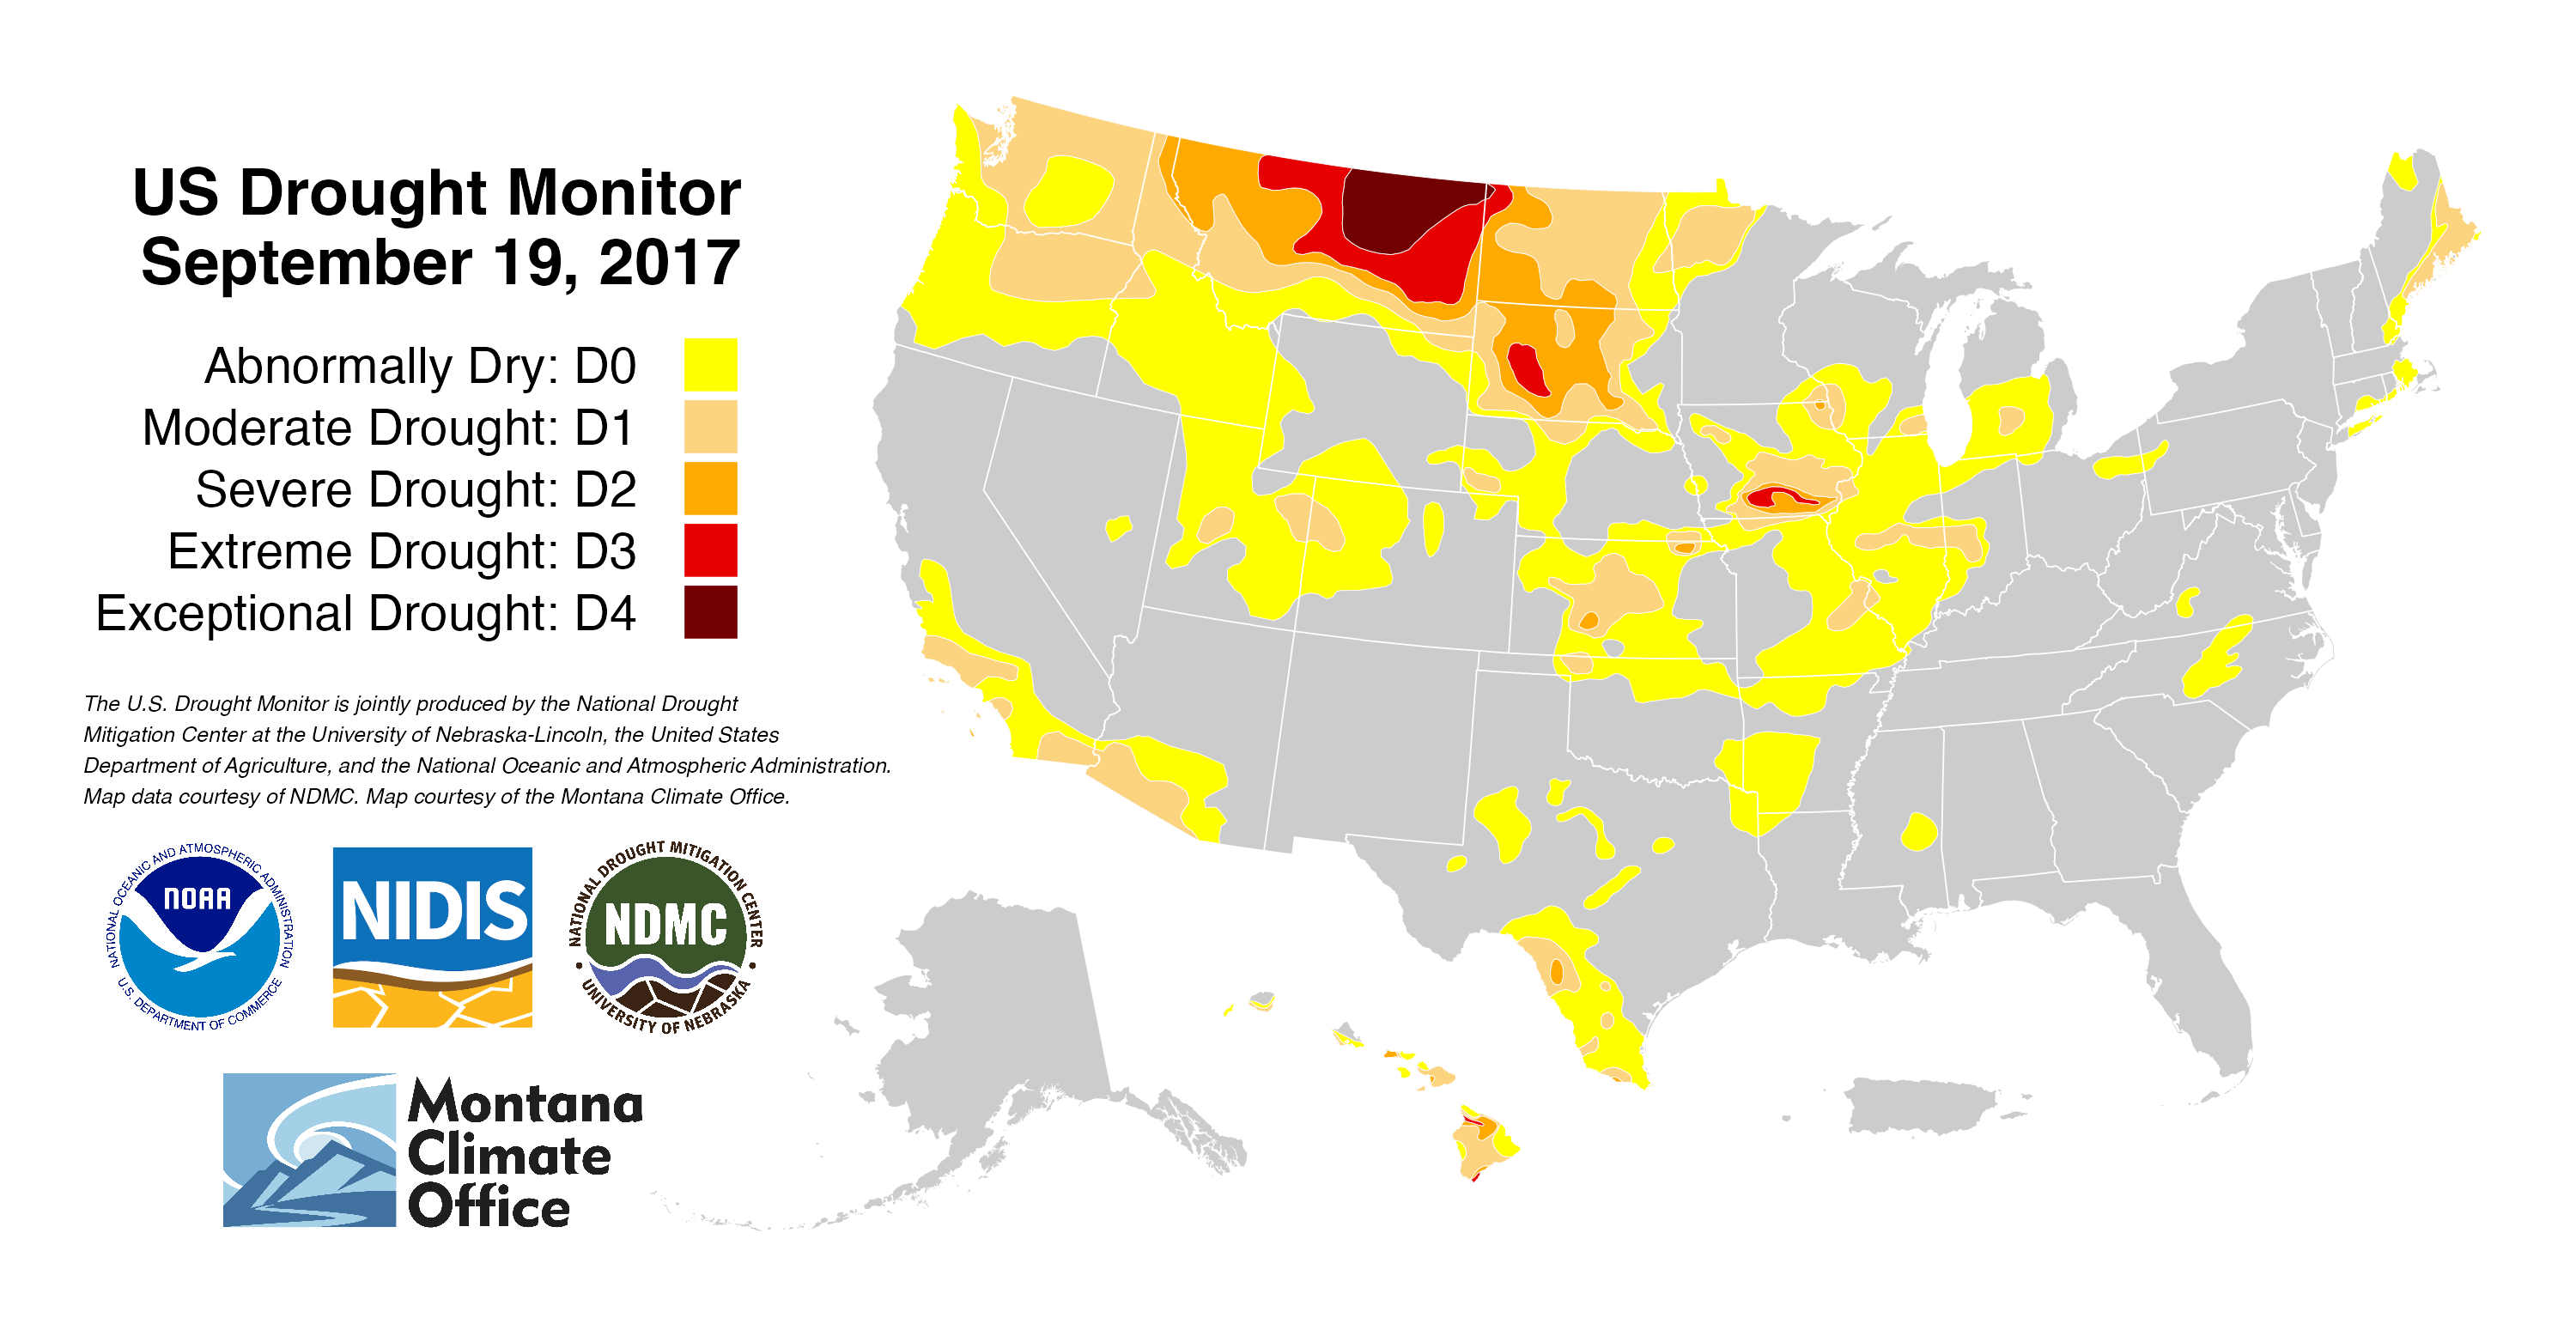 US Drought Monitor
September 19, 2017
Abnormally Dry: D0
Moderate Drought: D1
Severe Drought: D2
Extreme Drought: D3
Exceptional Drought: D4
The U.S. Drought Monitor is jointly produced by the National Drought
Mitigation Center at the University of Nebraska-Lincoln, the United States
Department of Agriculture, and the National Oceanic and Atmospheric Administration.
Map data courtesy of NDMC. Map courtesy of the Montana Climate Office.
NATIONAL OCEANIC AND ATMOSPHERIC ADMINISTRATION
NOAA
U.S. DEPARTMENT OF COMMERCE
NIDIS
NATIONAL DROUGHT MITIGATION CENTER
NDMC
• UNIVERSITY OF NEBRASKA •
Montana
Climate
Office